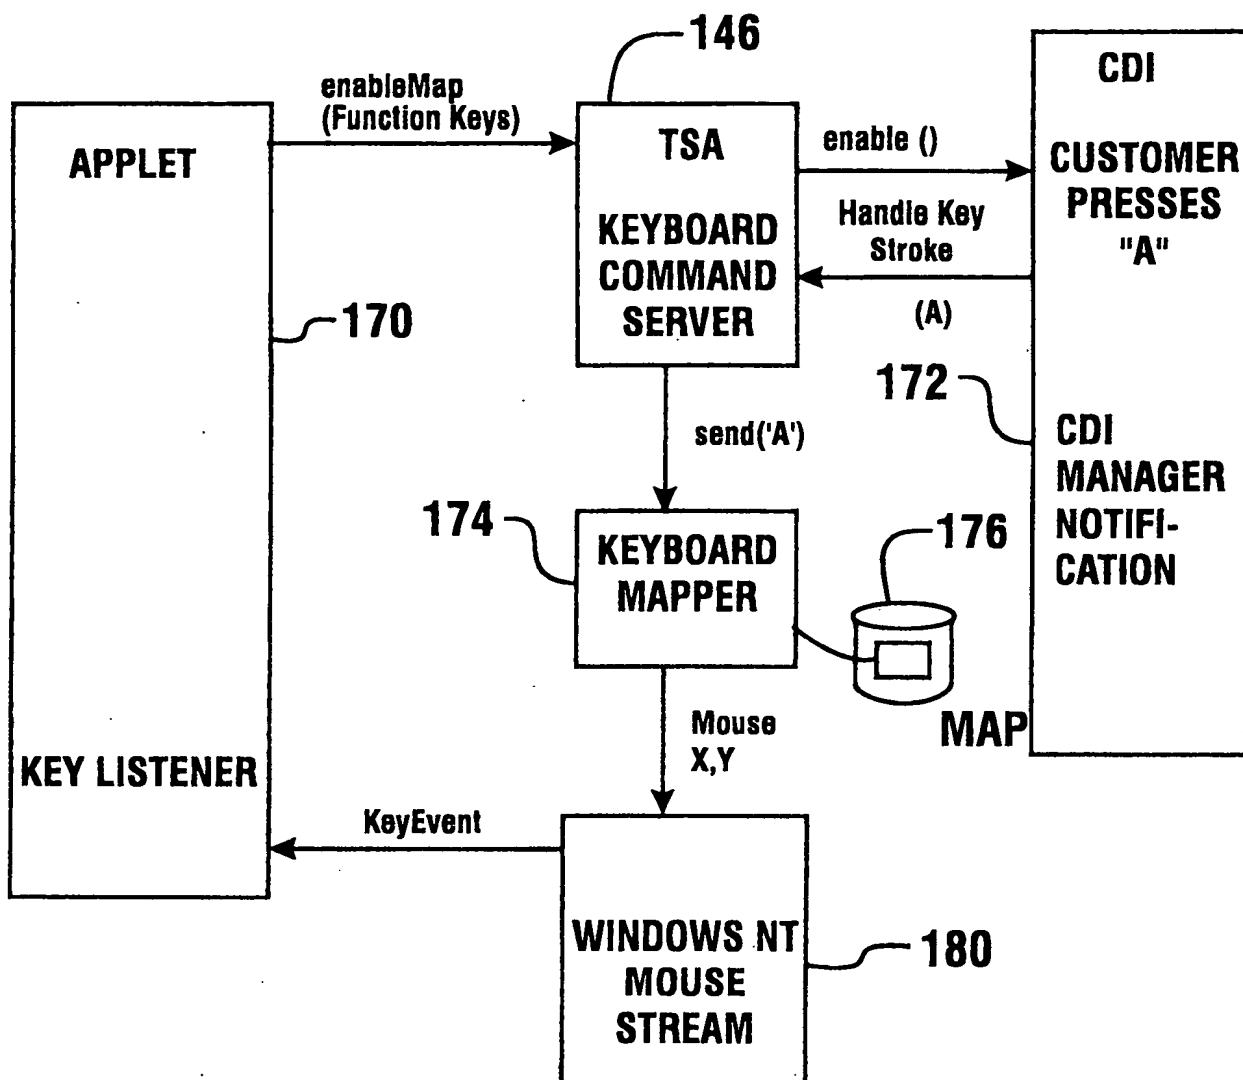 146
CDI
enableMap
(Function Keys)
APPLET
TSA
enable ()
CUSTOMER
PRESSES
"A"
KEYBOARD
COMMAND
SERVER
Handle Key
Stroke
(A)
170
172
send('A')
CDI
MANAGER
NOTIFI-
CATION
174
KEYBOARD
MAPPER
176
MAP
Mouse
X,Y
KEY LISTENER
KeyEvent
WINDOWS NT
MOUSE
STREAM
180